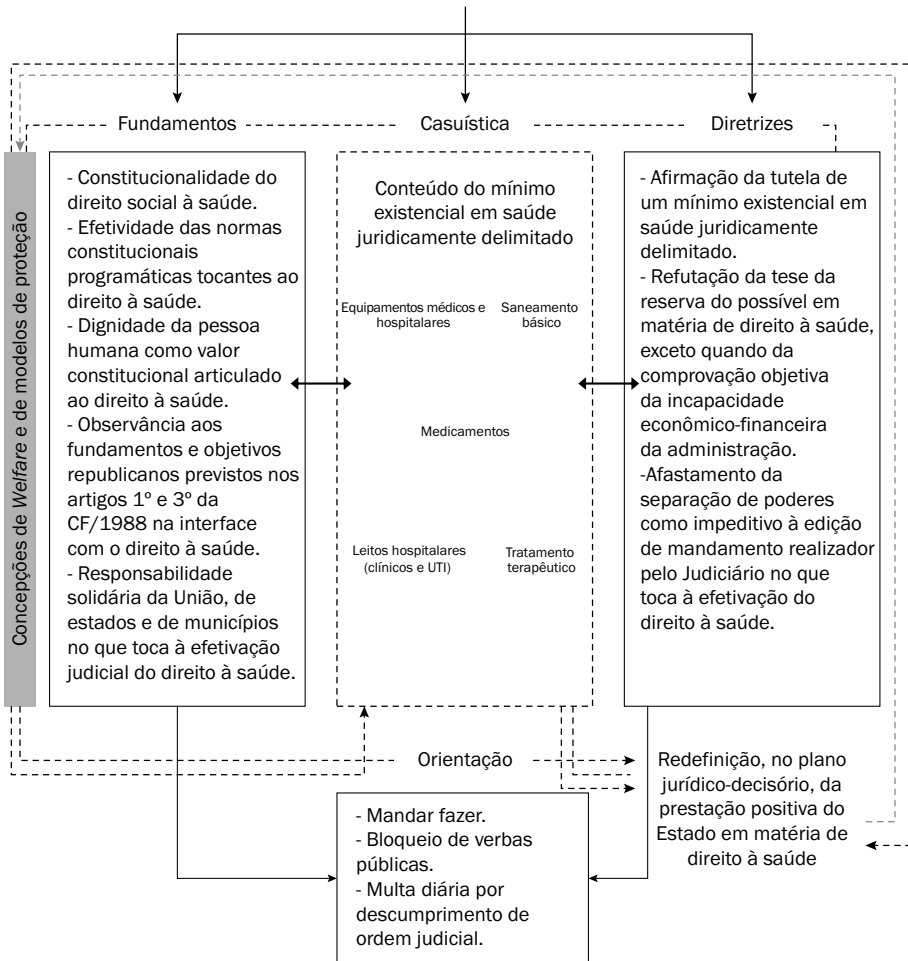 Fundamentos
Casuística
Diretrizes
Concepções de Welfare e de modelos de proteção
- Constitucionalidade do
direito social à saúde.
- Efetividade das normas
constitucionais
programáticas tocantes ao
direito à saúde.
- Dignidade da pessoa
humana como valor
constitucional articulado
ao direito à saúde.
- Observância aos
fundamentos e objetivos
republicanos previstos nos
artigos 1º e 3º da
CF/1988 na interface
com o direito à saúde.
- Responsabilidade
solidária da União, de
estados e de municípios
no que toca à efetivação
judicial do direito à saúde.
Conteúdo do mínimo
existencial em saúde
juridicamente delimitado
Equipamentos médicos e
hospitalares
Saneamento
básico
Medicamentos
Leitos hospitalares
(clínicos e UTI)
Tratamento
terapêutico
- Afirmação da tutela de
um mínimo existencial em
saúde juridicamente
delimitado.
- Refutação da tese da
reserva do possível em
matéria de direito à saúde,
exceto quando da
comprovação objetiva
da incapacidade
econômico-financeira
da administração.
-Afastamento da
separação de poderes
como impeditivo à edição
de mandamento realizador
pelo Judiciário no que
toca à efetivação do
direito à saúde.
Orientação
- Mandar fazer.
- Bloqueio de verbas
públicas.
- Multa diária por
descumprimento de
ordem judicial.
Redefinição, no plano
jurídico-decisório, da
prestação positiva do
Estado em matéria de
direito à saúde